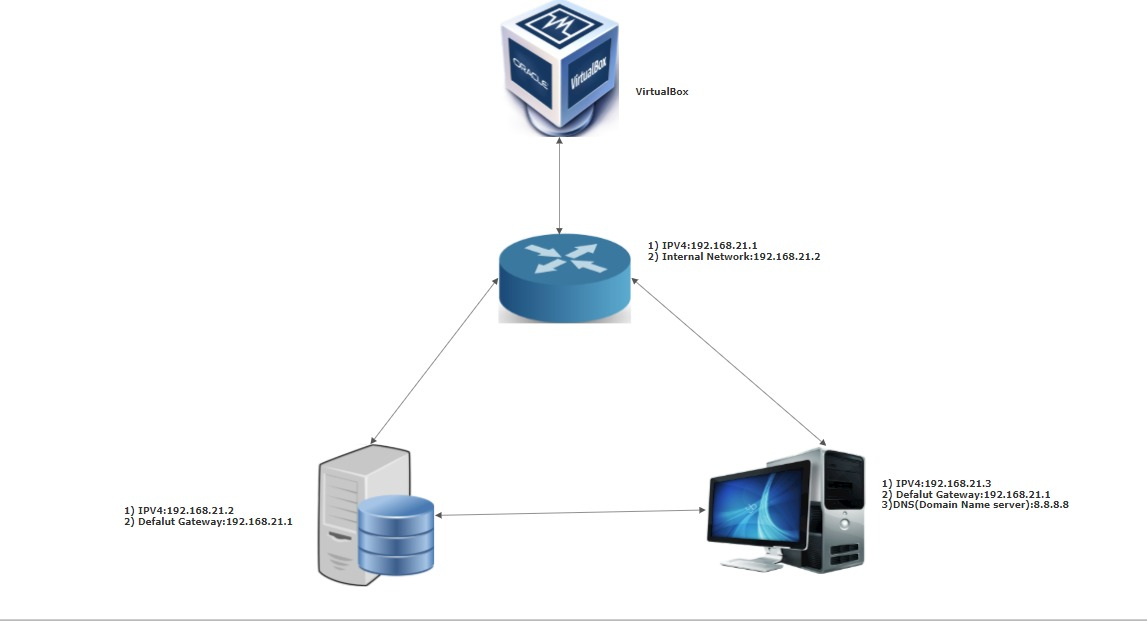 ORACLE
VirtualBox
VirtualBox
1) IPV4:192.168.21.1
2) Internal Network:192.168.21.2
1) IPV4:192.168.21.2
2) Defalut Gateway:192.168.21.1
1) IPV4:192.168.21.3
2) Defalut Gateway:192.168.21.1
3)DNS(Domain Name server):8.8.8.8